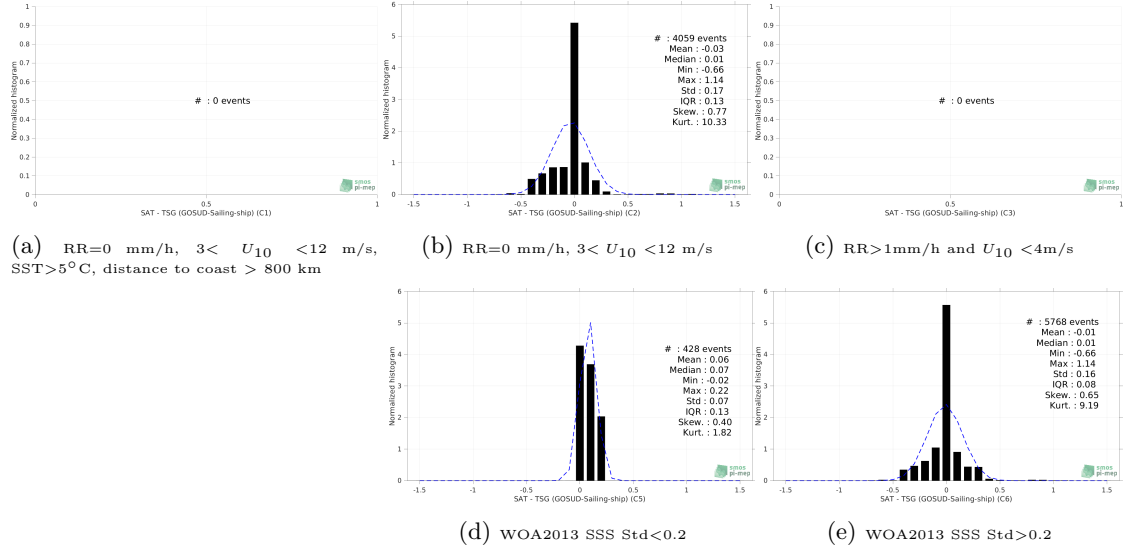 1
0.9
0.8
0.7
0.6
0.5
0.4
0.3
0.2
0.1
0
Normalized histogram
# : 0 events
smos
pi-mep
0 0.5 1
SAT - TSG (GOSUD-Sailing-ship) (C1)
(a) RR=0 mm/h, 3< U10 <12 m/s,
SST>5°C, distance to coast > 800 km
6
5
4
3
2
1
0
Normalized histogram
# : 4059 events
Mean : -0.03
Median : 0.01
Min : -0.66
Max : 1.14
Std : 0.17
IQR : 0.13
Skew. : 0.77
Kurt. : 10.33
smos
pi-mep
-1.5 -1 -0.5 0 0.5 1 1.5
SAT - TSG (GOSUD-Sailing-ship) (C2)
(b) RR=0 mm/h, 3< U10 <12 m/s
1
0.9
0.8
0.7
0.6
0.5
0.4
0.3
0.2
0.1
0
Normalized histogram
# : 0 events
smos
pi-mep
0 0.5 1
SAT - TSG (GOSUD-Sailing-ship) (C3)
(c) RR>1mm/h and U10 <4m/s
6
5
4
3
2
1
0
Normalized histogram
# : 428 events
Mean : 0.06
Median : 0.07
Min : -0.02
Max : 0.22
Std : 0.07
IQR : 0.13
Skew. : 0.40
Kurt. : 1.82
smos
pi-mep
-1.5 -1 -0.5 0 0.5 1 1.5
SAT - TSG (GOSUD-Sailing-ship) (C5)
(d) WOA2013 SSS Std<0.2
6
5
4
3
2
1
0
Normalized histogram
# : 5768 events
Mean : -0.01
Median : 0.01
Min : -0.66
Max : 1.14
Std : 0.16
IQR : 0.08
Skew. : 0.65
Kurt. : 9.19
smos
pi-mep
-1.5 -1 -0.5 0 0.5 1 1.5
SAT - TSG (GOSUD-Sailing-ship) (C6)
(e) WOA2013 SSS Std>0.2